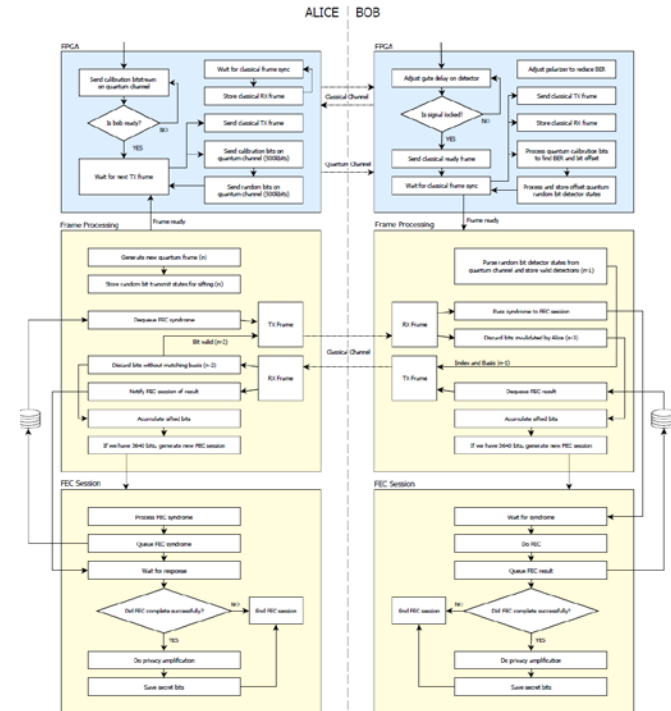 ALICE
BOB
FPGA
Send calibration bitstream
on quantum channel
Is bob ready?
NO
YES
Wait for next TX
frame
Wait for classical frame sync
Store classical RX frame
Send classical TX frame
Send calibration bits on
quantum channel (500kbits)
Send random bits on
quantum channel (500kbits)
Frame ready
Classical Channel
Quantum Channel
FPGA
Adjust gate delay on detector
Is signal locked?
NO
YES
Send classical ready frame
Wait for classical frame sync
Adjust polarizer to reduce BER
Send classical TX frame
Store classical RX frame
Process quantum calibration bits
to find BER and bit offset
Process and store offset quantum
random bit detector states
Frame ready
Frame Processing
Generate new quantum frame (n)
Store random bit transmit states for sifting (n)
Dequeue FEC syndrome
TX Frame
Bit valid (n-2)
Discard bits without matching basis (n-2)
RX Frame
Notify FEC session of result
Accumulate sifted bits
If we have 3640 bits, generate new FEC session
Classical Channel
Frame Processing
Parse random bit detector states from
quantum channel and store valid detections (n-1)
RX Frame
Pass syndrome to FEC session
Discard bits invalidated by Alice (n-3)
Index and Basis (n-1)
TX Frame
Dequeue FEC result
Accumulate sifted bits
If we have 3640 bits, generate new FEC session
FEC Session
Process FEC syndrome
Queue FEC syndrome
Wait for response
Did FEC complete successfully?
NO
End FEC session
YES
Do privacy amplification
Save secret bits
FEC Session
Wait for syndrome
Do FEC
Queue FEC result
Did FEC complete successfully?
NO
End FEC session
YES
Do privacy amplification
Save secret bits